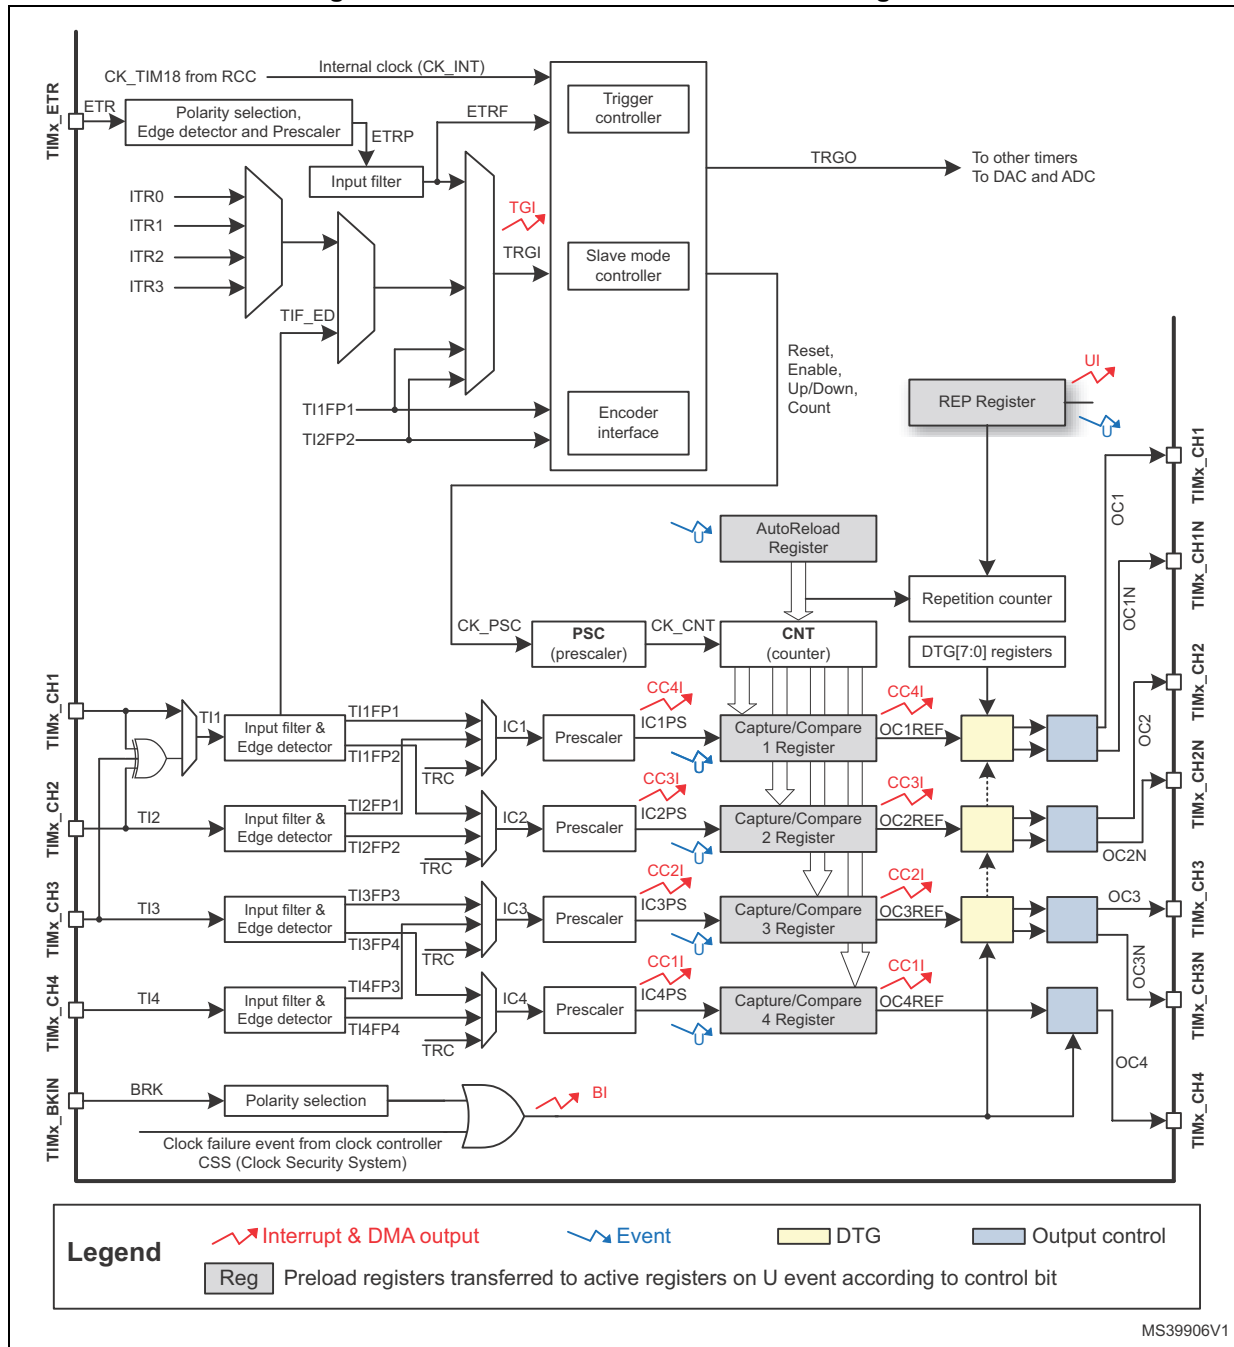 CK_TIM18 from RCC
Internal clock (CK_INT)
TIMx_ETR
ETR
Polarity selection,
Edge detector and Prescaler
ETRP
ETRF
Input filter
Trigger
controller
TRGO
To other timers
To DAC and ADC
ITR0
ITR1
ITR2
ITR3
TGI
TRGI
Slave mode
controller
TIF_ED
Reset,
Enable,
Up/Down,
Count
TI1FP1
TI2FP2
Encoder
interface
UI
REP Register
U
TIMx_CH1
OC1
U
AutoReload
Register
TIMx_CH1N
OC1N
Repetition counter
CK_PSC
PSC
(prescaler)
CK_CNT
CNT
(counter)
DTG[7:0] registers
TIMx_CH2
OC2
TIMx_CH1
TI1
Input filter &
Edge detector
TI1FP1
TI1FP2
TRC
IC1
Prescaler
CC4I
IC1PS
U
Capture/Compare
1 Register
CC4I
OC1REF
TIMx_CH2N
TIMx_CH2
TI2
Input filter &
Edge detector
TI2FP1
TI2FP2
TRC
IC2
Prescaler
CC3I
IC2PS
U
Capture/Compare
2 Register
CC3I
OC2REF
OC2N
TIMx_CH3
TI3
Input filter &
Edge detector
TI3FP3
TI3FP4
TRC
IC3
Prescaler
CC2I
IC3PS
U
Capture/Compare
3 Register
CC2I
OC3REF
OC3
TIMx_CH3
OC3N
TIMx_CH3N
TIMx_CH4
TI4
Input filter &
Edge detector
TI4FP3
TI4FP4
TRC
IC4
Prescaler
CC1I
IC4PS
U
Capture/Compare
4 Register
CC1I
OC4REF
OC4
TIMx_CH4
TIMx_BKIN
BRK
Polarity selection
BI
Clock failure event from clock controller
CSS (Clock Security System)
Legend
Interrupt & DMA output
Event
DTG
Output control
Reg
Preload registers transferred to active registers on U event according to control bit
MS39906V1